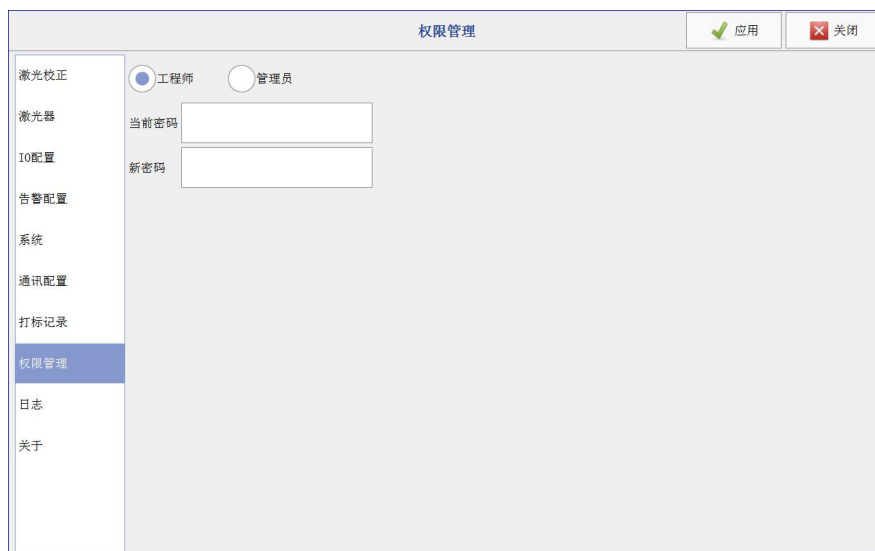 权限管理
应用
关闭
激光校正
激光器
IO配置
告警配置
系统
通讯配置
打标记录
权限管理
日志
关于
工程师
管理员
当前密码
新密码